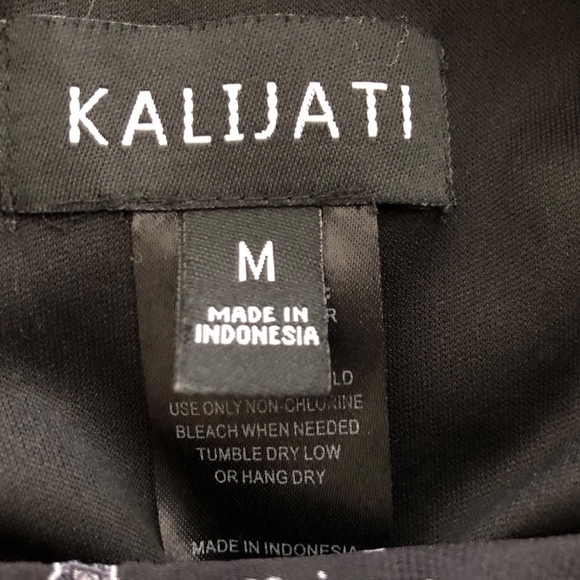 KALIJATI
M
MADE IN
INDONESIA
R
LD
USE ONLY NON-CHLORINE
BLEACH WHEN NEEDED
TUMBLE DRY LOW
OR HANG DRY
MADE IN INDONESIA